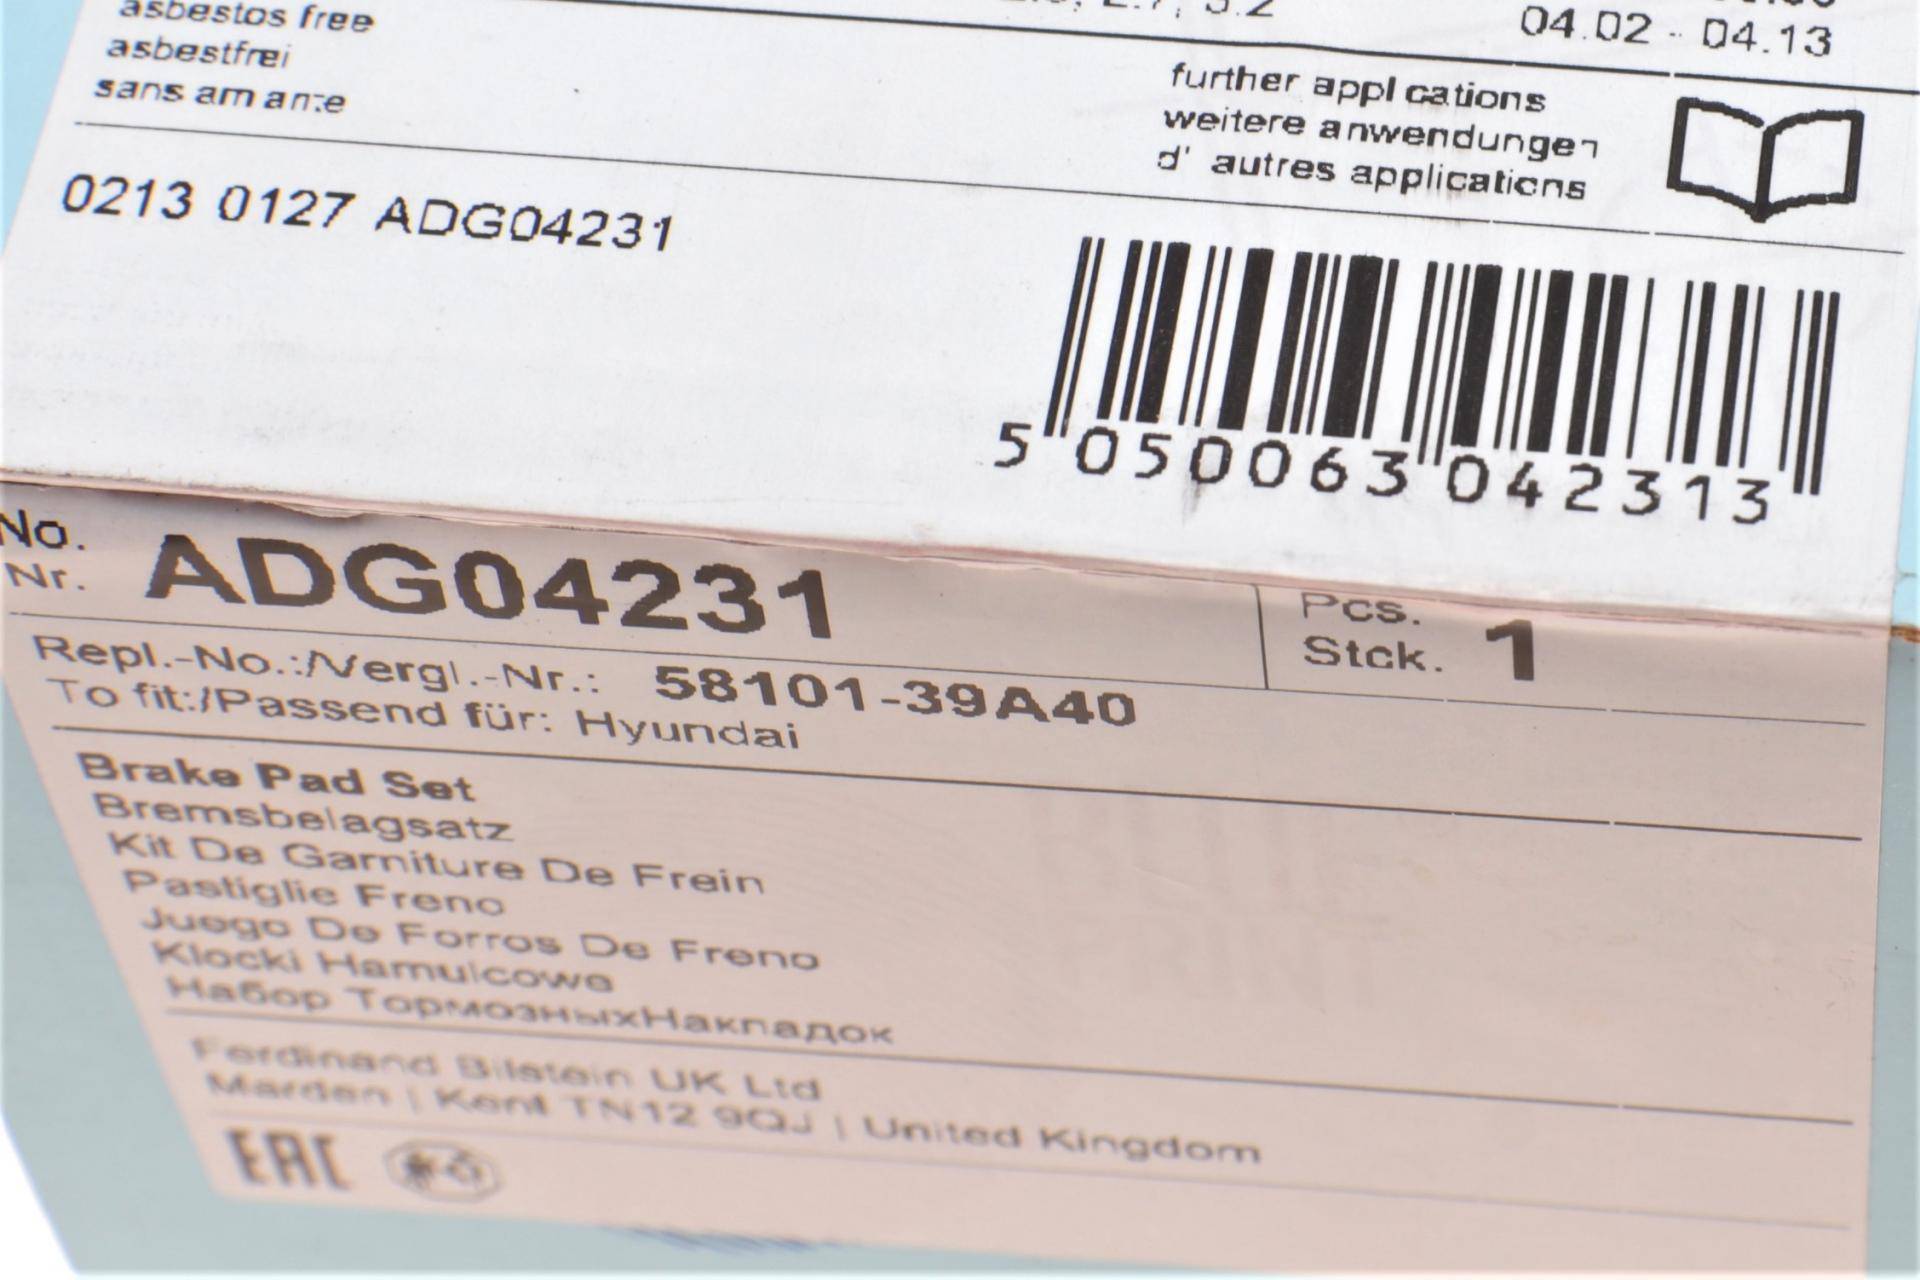 asbestos free
asbestfrei
sans amiante
04.02 - 04.13
further applications
weitere anwendungen
d' autres applications
0213 0127 ADG04231
5 050063 042313
No.
Nr.
ADG04231
Pcs.
Stck.
1
Repl.-No.:/Vergl.-Nr.: 58101-39A40
To fit:/Passend für: Hyundai
Brake Pad Set
Bremsbelagsatz
Kit De Garniture De Frein
Pastiglie Freno
Juego De Forros De Freno
Klocki Hamulcowe
Набор ТормозныхНакладок
Ferdinand Bilstein UK Ltd
Marden | Kent TN12 9QJ | United Kingdom
EAC